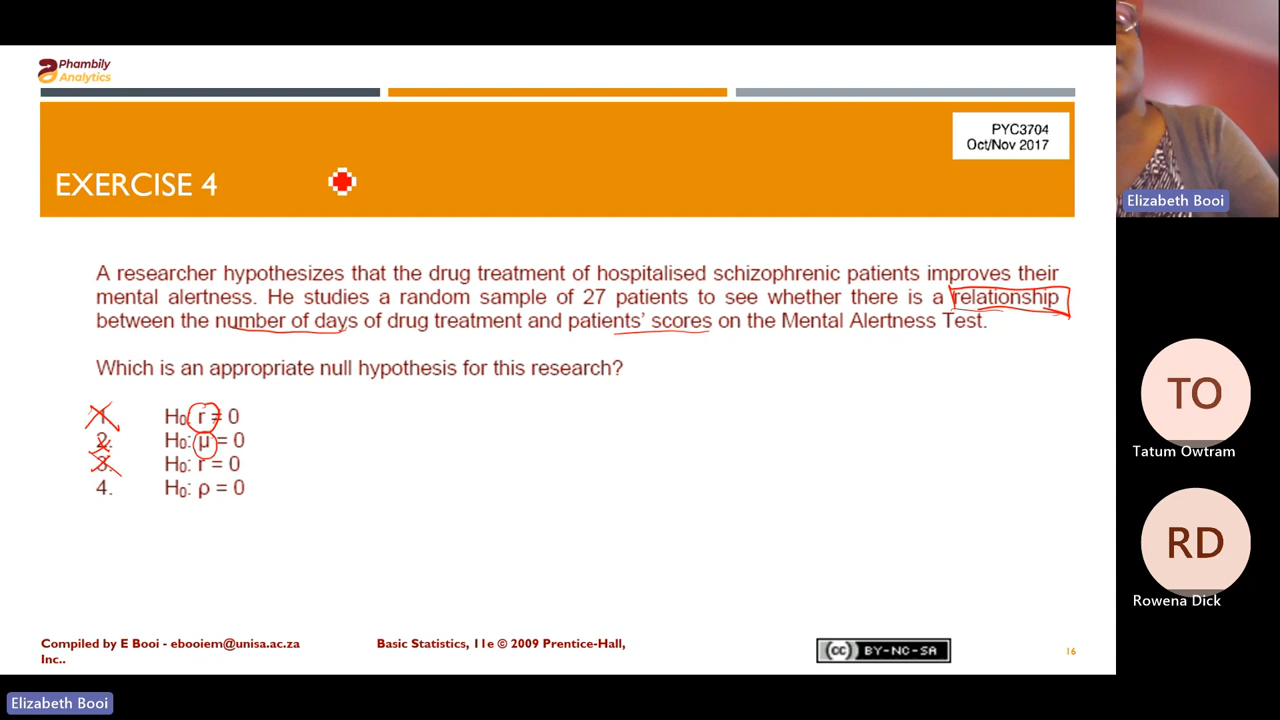 Phambily
Analytics
PYC3704
Oct/Nov 2017
EXERCISE 4
Elizabeth Booi
A researcher hypothesizes that the drug treatment of hospitalised schizophrenic patients improves their
mental alertness. He studies a random sample of 27 patients to see whether there is a relationship
between the number of days of drug treatment and patients' scores on the Mental Alertness Test.
Which is an appropriate null hypothesis for this research?
1. H₀: r = 0
2. H₀: µ = 0
3. H₀: r = 0
4. H₀: ρ = 0
TO
Tatum Owtram
RD
Rowena Dick
Compiled by E Booi - ebooiem@unisa.ac.za Basic Statistics, 11e © 2009 Prentice-Hall,
Inc..
cc BY-NC-SA
16
Elizabeth Booi